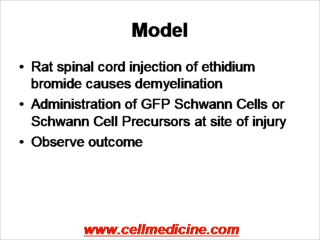 Model
• Rat spinal cord injection of ethidium
bromide causes demyelination
• Administration of GFP Schwann Cells or
Schwann Cell Precursors at site of injury
• Observe outcome
www.cellmedicine.com